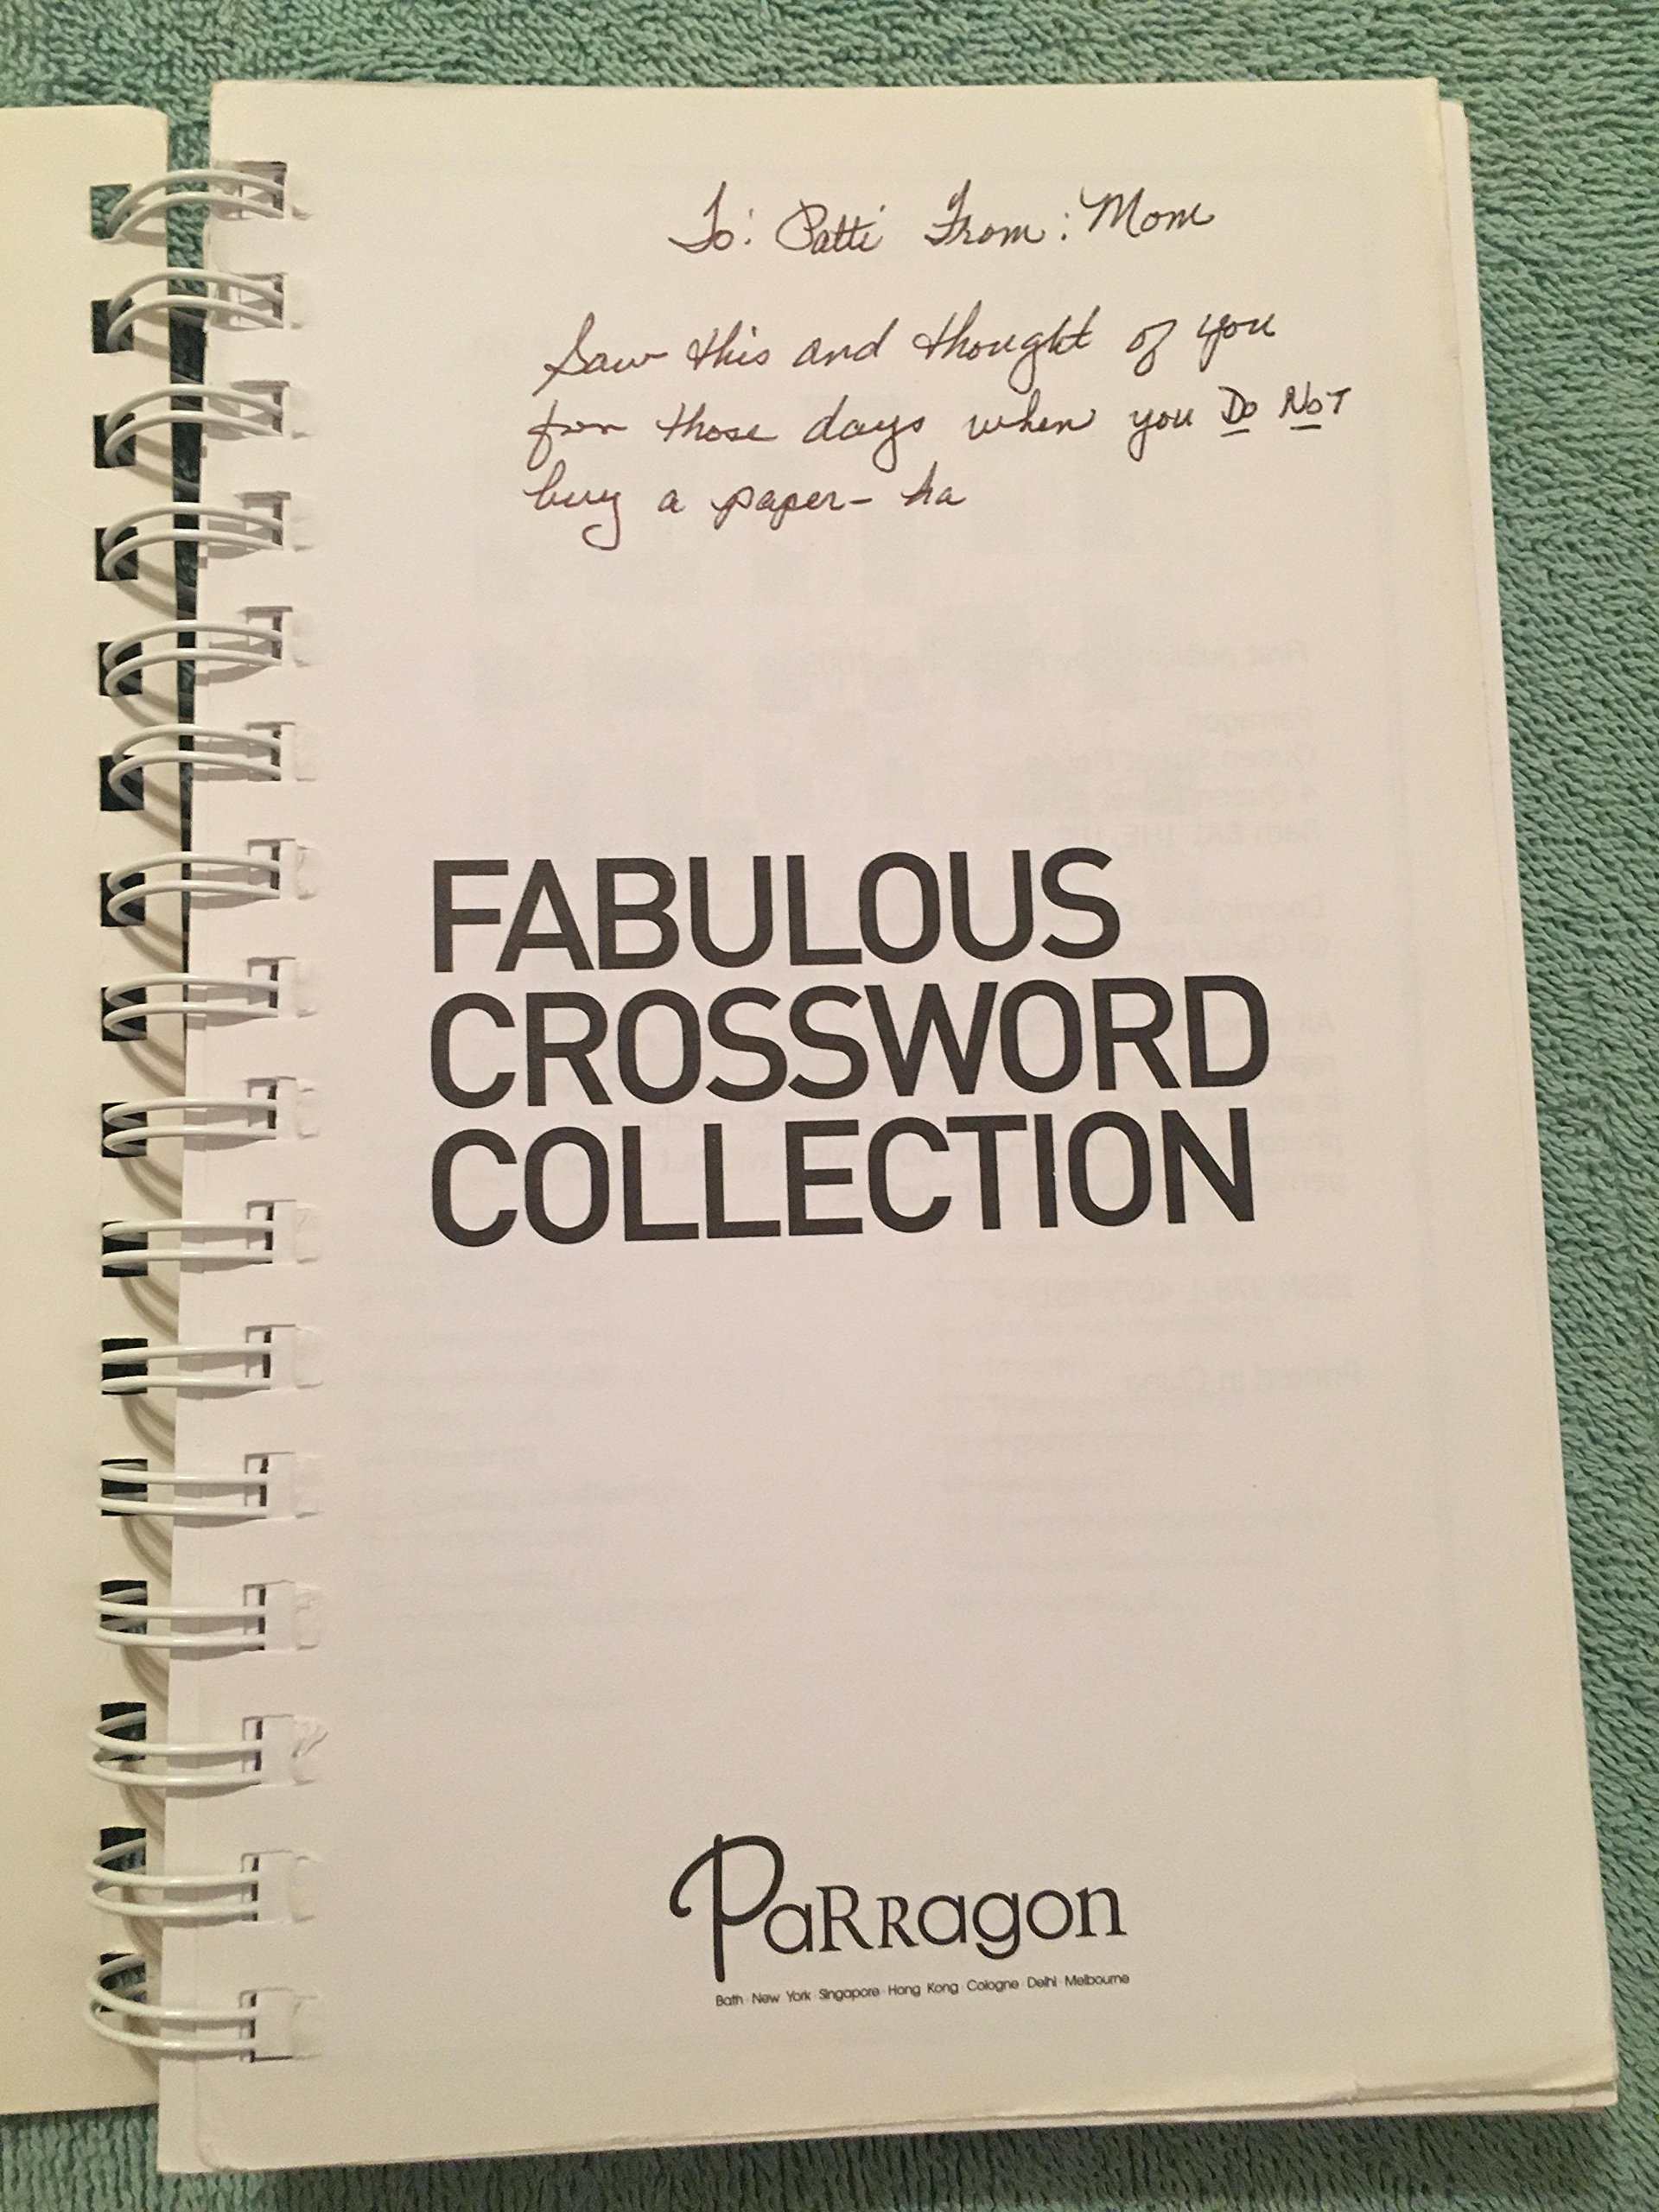 To: Patti From: Mom
Saw this and thought of you
for those days when you Do NoT
buy a paper- ha
FABULOUS
CROSSWORD
COLLECTION
Parragon
Bath · New York · Singapore · Hong Kong · Cologne · Delhi · Melbourne